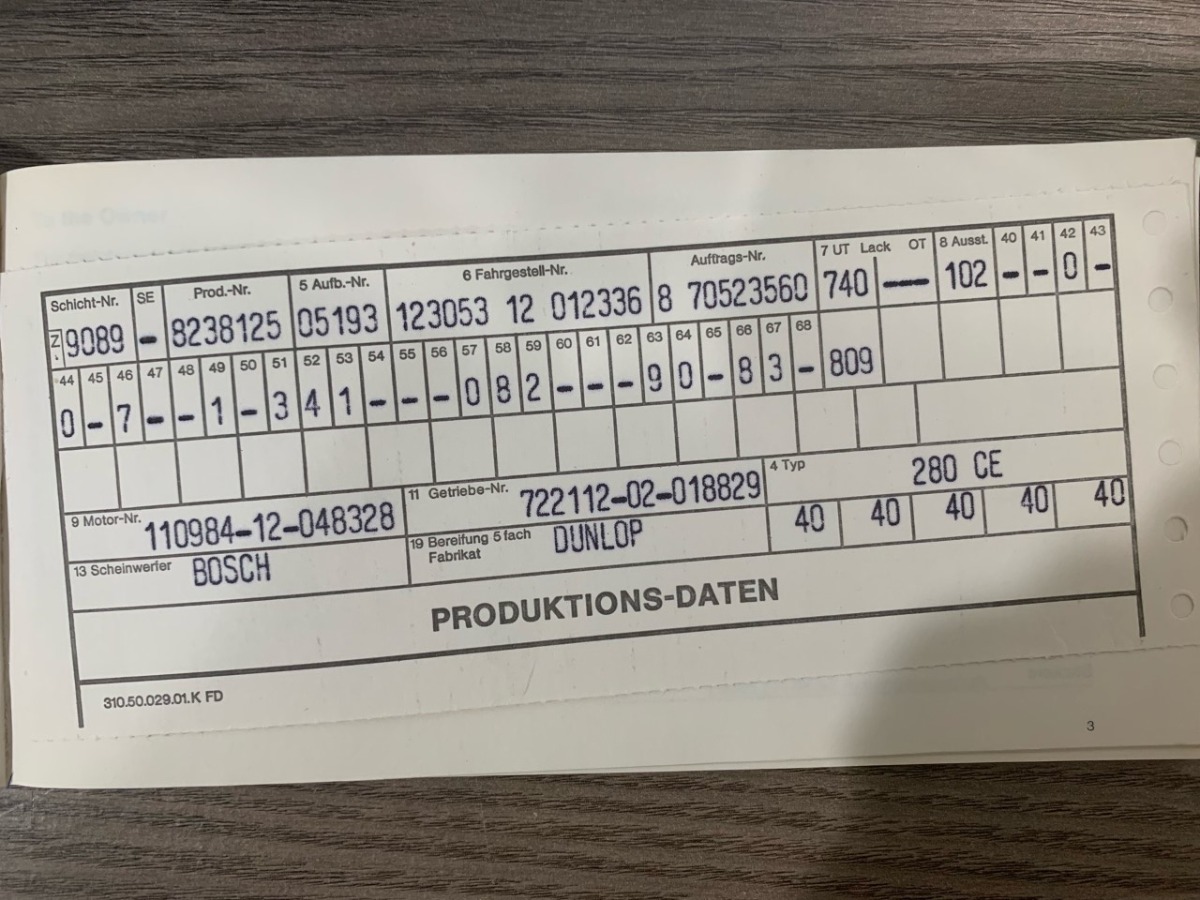 Schicht-Nr. SE Prod.-Nr. 5 Aufb.-Nr. 6 Fahrgestell-Nr. Auftrags-Nr. 7 UT Lack OT 8 Ausst. 40 41 42 43
Z 9089 - 8238125 05193 123053 12 012336 8 70523560 740 --- 102 - - 0 -
44 45 46 47 48 49 50 51 52 53 54 55 56 57 58 59 60 61 62 63 64 65 66 67 68
0 - 7 - - 1 - 3 4 1 - - - 0 8 2 - - - 9 0 - 8 3 - 809
9 Motor-Nr. 110984-12-048328 11 Getriebe-Nr. 722112-02-018829 4 Typ 280 CE
13 Scheinwerfer BOSCH 19 Bereifung 5 fach Fabrikat DUNLOP 40 40 40 40 40
PRODUKTIONS-DATEN
310.50.029.01.K FD
3